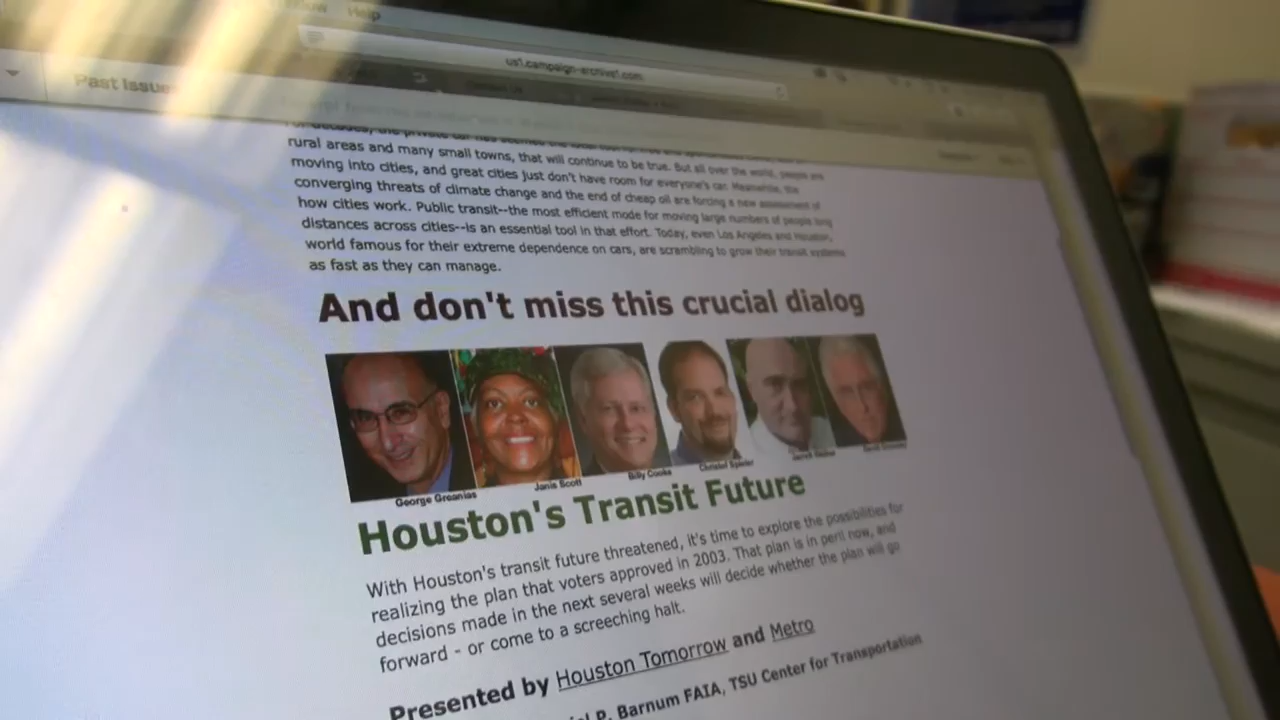 Help
us1.campaign-archive1.com
Past Issue
rural areas and many small towns, that will continue to be true. But all over the world, people are
moving into cities, and great cities just don't have room for everyone's car. Meanwhile, the
converging threats of climate change and the end of cheap oil are forcing a new assessment of
how cities work. Public transit--the most efficient mode for moving large numbers of people long
distances across cities--is an essential tool in that effort. Today, even Los Angeles and Houston,
world famous for their extreme dependence on cars, are scrambling to grow their transit systems
as fast as they can manage.
And don't miss this crucial dialog
George Greanias
Janis Scott
Billy Cooke
Christof Spieler
Houston's Transit Future
With Houston's transit future threatened, it's time to explore the possibilities for
realizing the plan that voters approved in 2003. That plan is in peril now, and
decisions made in the next several weeks will decide whether the plan will go
forward - or come to a screeching halt.
Presented by Houston Tomorrow and Metro
P. Barnum FAIA, TSU Center for Transportation